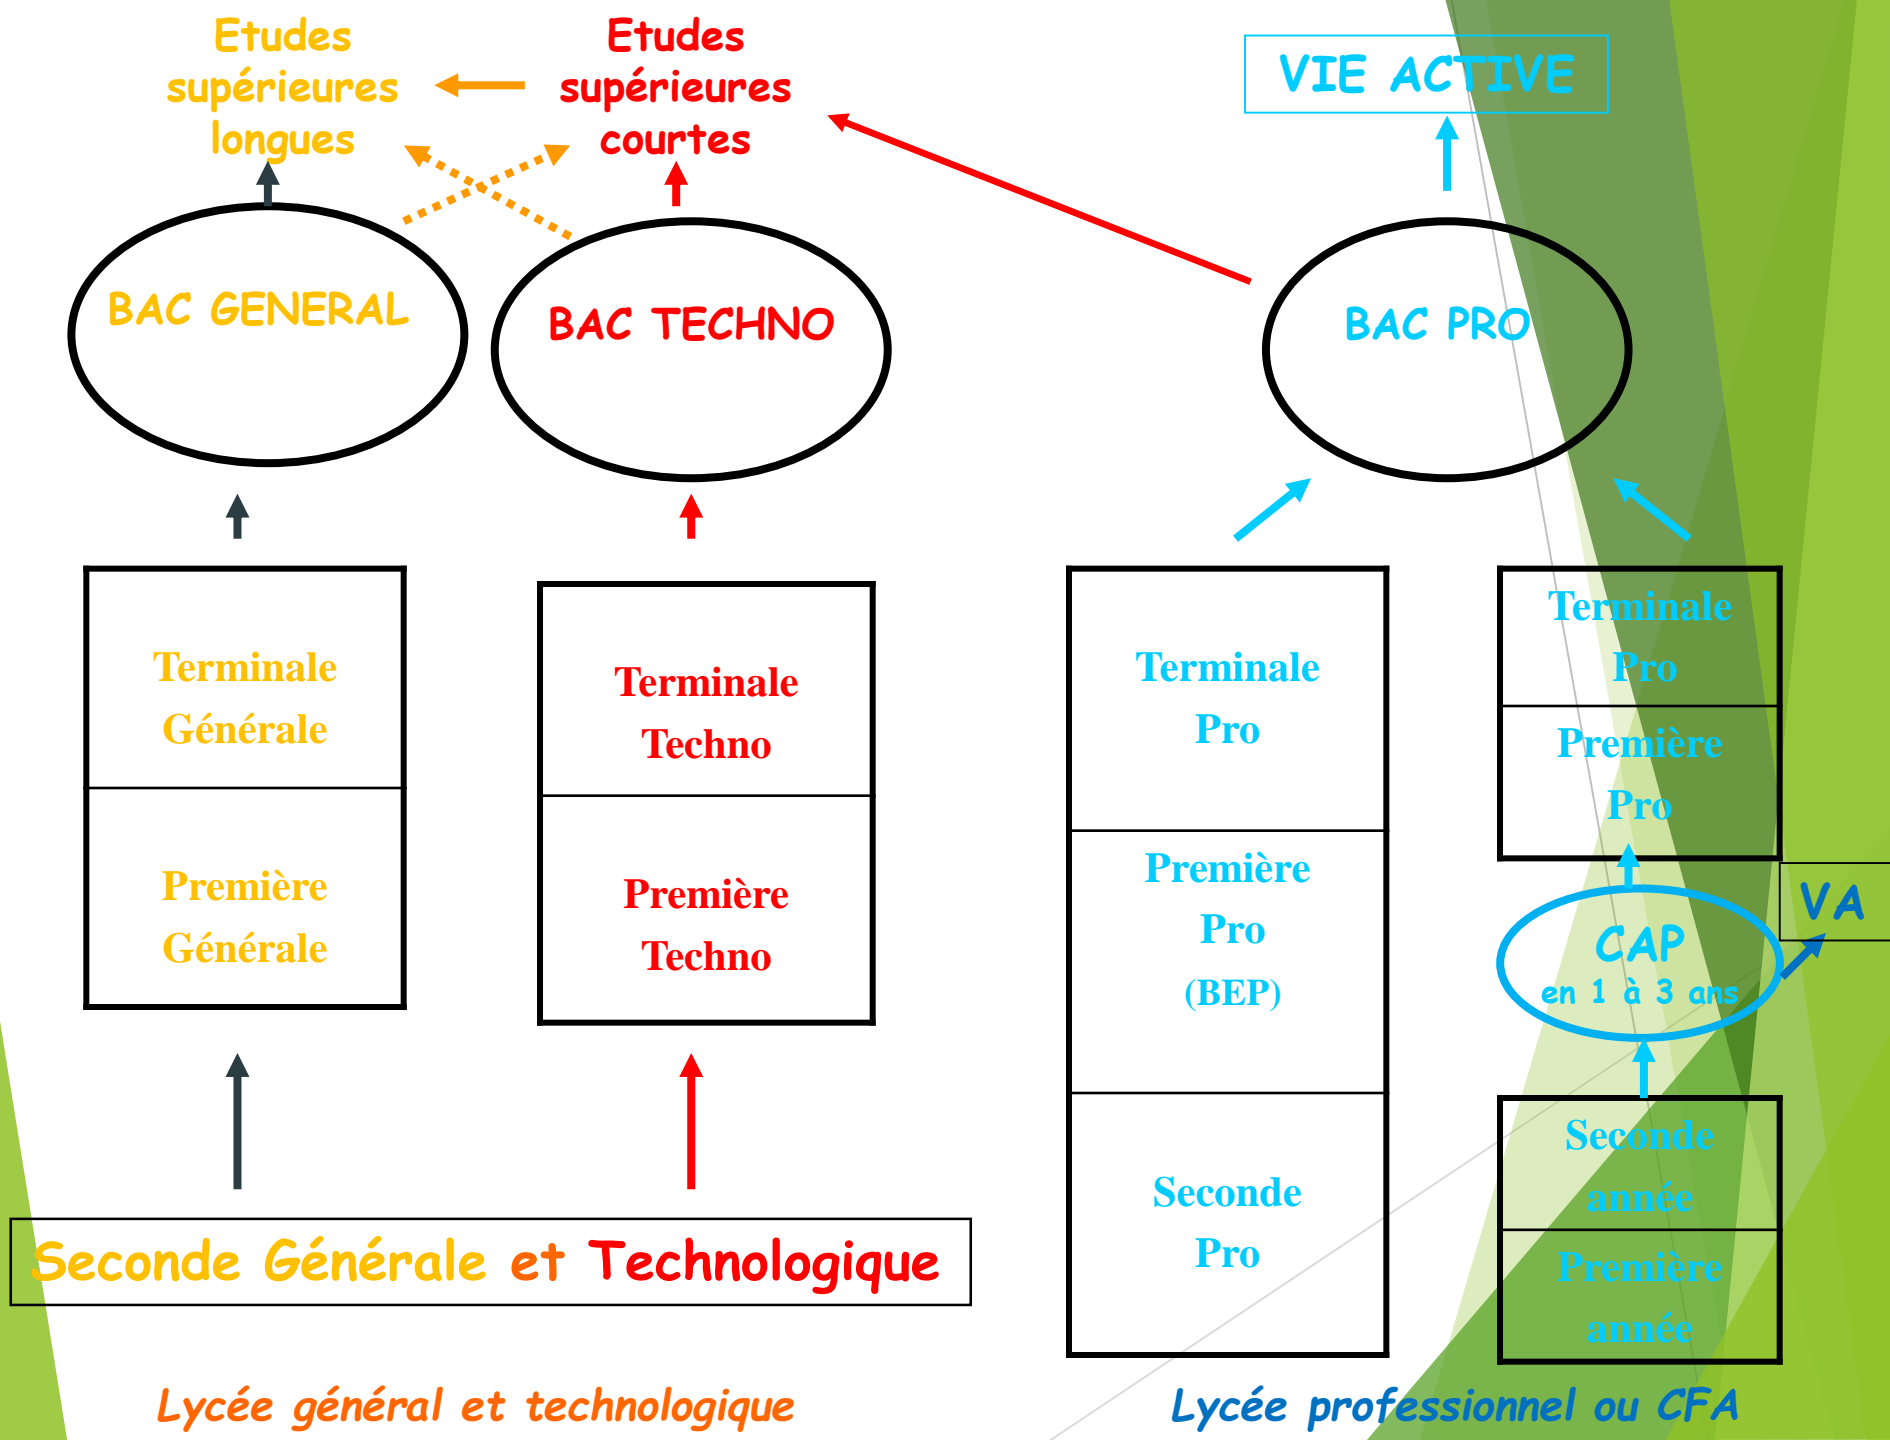 Etudes
supérieures
longues
Etudes
supérieures
courtes
VIE ACTIVE
BAC GENERAL
BAC TECHNO
BAC PRO
Terminale
Générale
Première
Générale
Terminale
Techno
Première
Techno
Terminale
Pro
Première
Pro
(BEP)
Seconde
Pro
Terminale
Pro
Première
Pro
VA
CAP
en 1 à 3 ans
Seconde
année
Première
année
Seconde Générale et Technologique
Lycée général et technologique
Lycée professionnel ou CFA